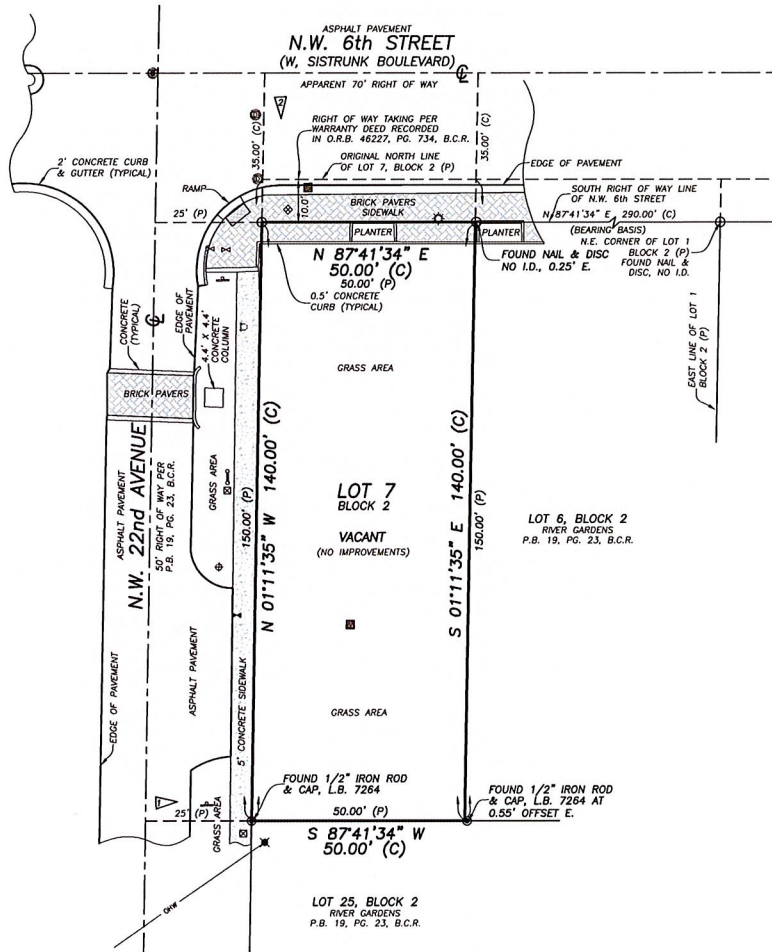 ASPHALT PAVEMENT
N.W. 6th STREET
(W, SISTRUNK BOULEVARD)
APPARENT 70' RIGHT OF WAY
2
35.00' (C)
35.00' (C)
RIGHT OF WAY TAKING PER
WARRANTY DEED RECORDED
IN O.R.B. 46227, PG. 734, B.C.R.
ORIGINAL NORTH LINE
OF LOT 7, BLOCK 2 (P)
EDGE OF PAVEMENT
2' CONCRETE CURB
& GUTTER (TYPICAL)
RAMP
10.0'
BRICK PAVERS
SIDEWALK
SOUTH RIGHT OF WAY LINE
OF N.W. 6th STREET
25' (P)
N 87°41'34" E 290.00' (C)
(BEARING BASIS)
PLANTER
PLANTER
N 87°41'34" E
50.00' (C)
50.00' (P)
FOUND NAIL & DISC
NO I.D., 0.25' E.
N.E. CORNER OF LOT 1
BLOCK 2 (P)
FOUND NAIL &
DISC, NO I.D.
0.5' CONCRETE
CURB (TYPICAL)
CONCRETE
(TYPICAL)
EDGE OF
PAVEMENT
4.4' X 4.4'
CONCRETE
COLUMN
EAST LINE OF LOT 1
BLOCK 2 (P)
GRASS AREA
BRICK PAVERS
N.W. 22nd AVENUE
ASPHALT PAVEMENT
50' RIGHT OF WAY PER
P.B. 19, PG. 23, B.C.R.
GRASS AREA
150.00' (P)
N 01°11'35" W 140.00' (C)
LOT 7
BLOCK 2
VACANT
(NO IMPROVEMENTS)
S 01°11'35" E 140.00' (C)
150.00' (P)
LOT 6, BLOCK 2
RIVER GARDENS
P.B. 19, PG. 23, B.C.R.
EDGE OF PAVEMENT
ASPHALT PAVEMENT
5' CONCRETE SIDEWALK
GRASS AREA
FOUND 1/2" IRON ROD
& CAP, L.B. 7264
FOUND 1/2" IRON ROD
& CAP, L.B. 7264 AT
0.55' OFFSET E.
1
25' (P)
GRASS AREA
50.00' (P)
S 87°41'34" W
50.00' (C)
OHW
LOT 25, BLOCK 2
RIVER GARDENS
P.B. 19, PG. 23, B.C.R.